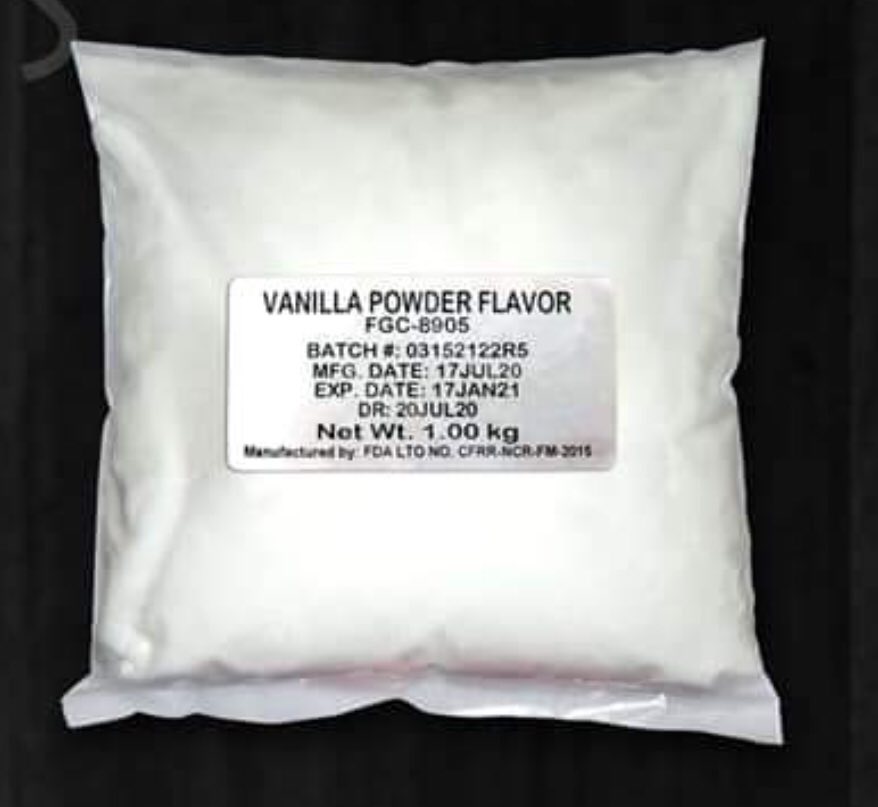 VANILLA POWDER FLAVOR
FGC-8905
BATCH #: 03152122R5
MFG. DATE: 17JUL20
EXP. DATE: 17JAN21
DR: 20JUL20
Net Wt. 1.00 kg
Manufactured by: FDA LTO NO. CFRR-NCR-FM-2015